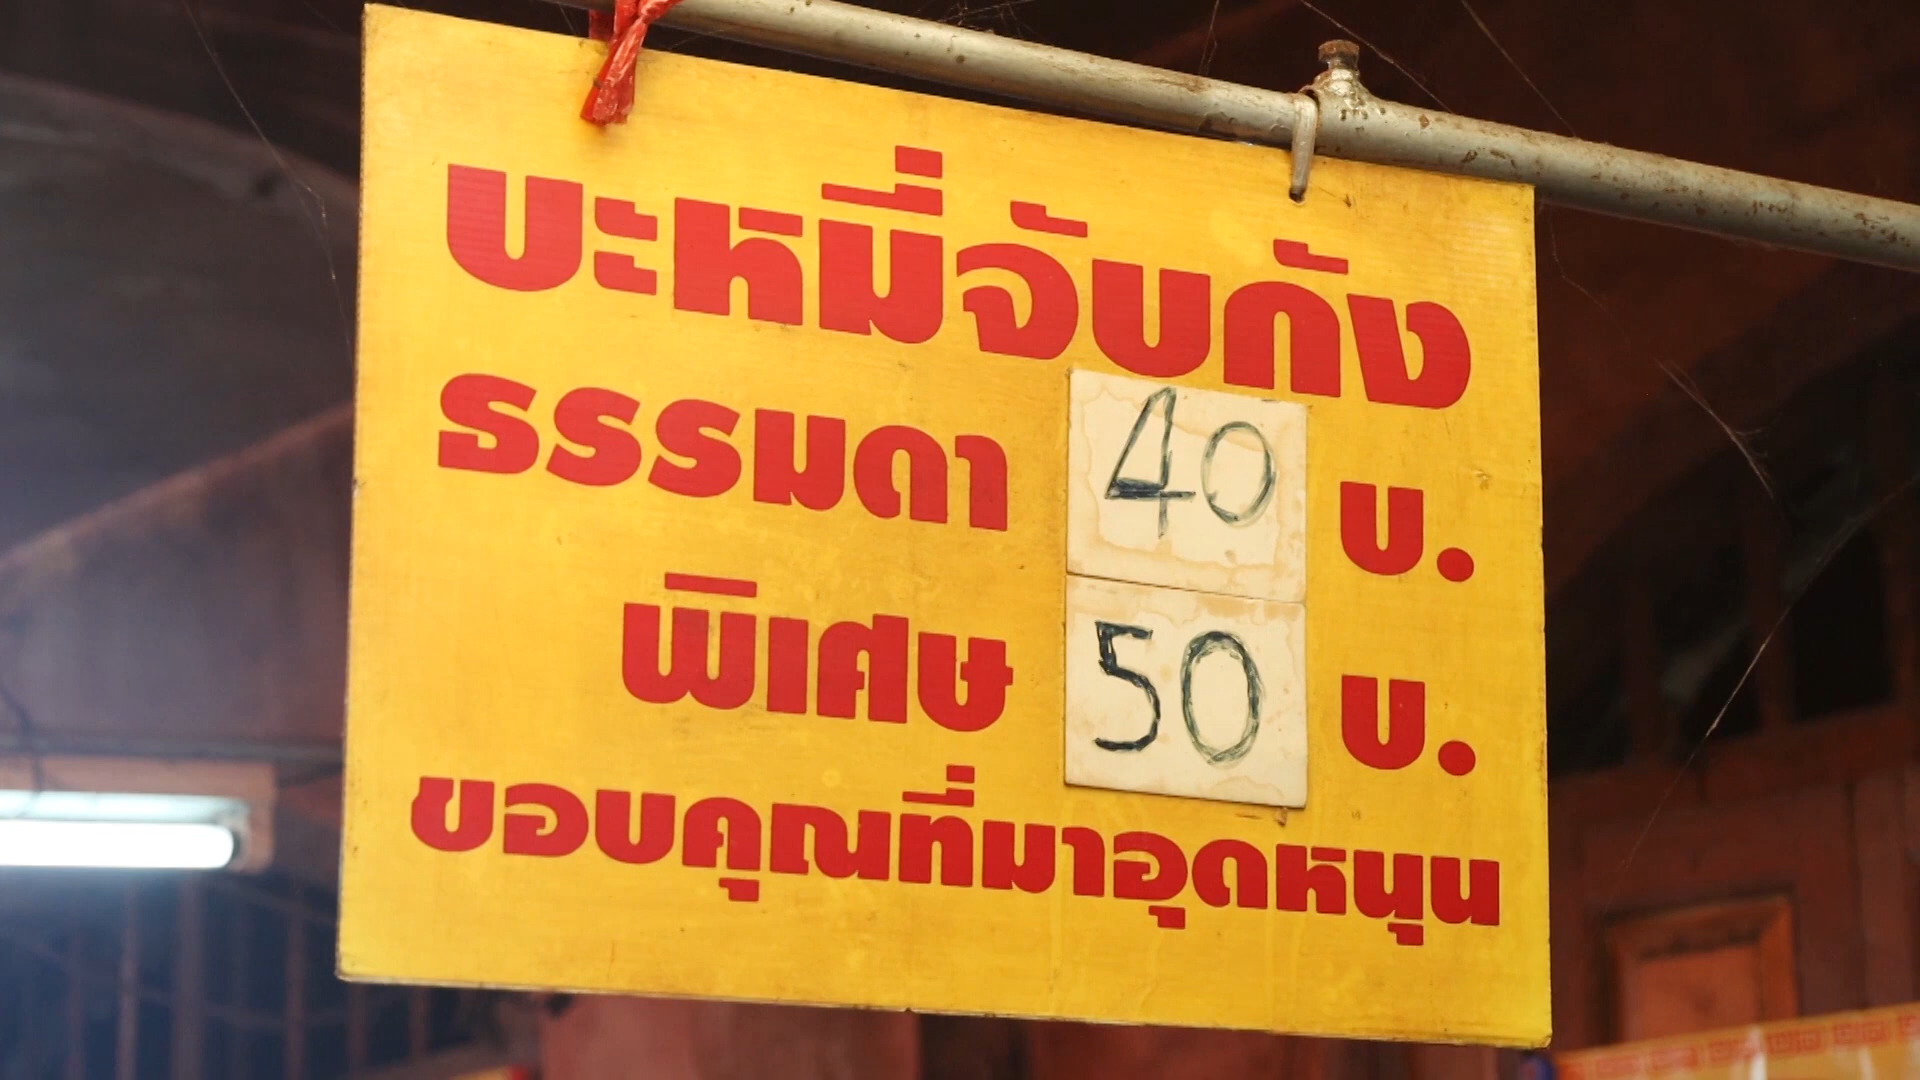 บะหมี่จับกัง
ธรรมดา 40 บ.
พิเศษ 50 บ.
ขอบคุณที่มาอุดหนุน